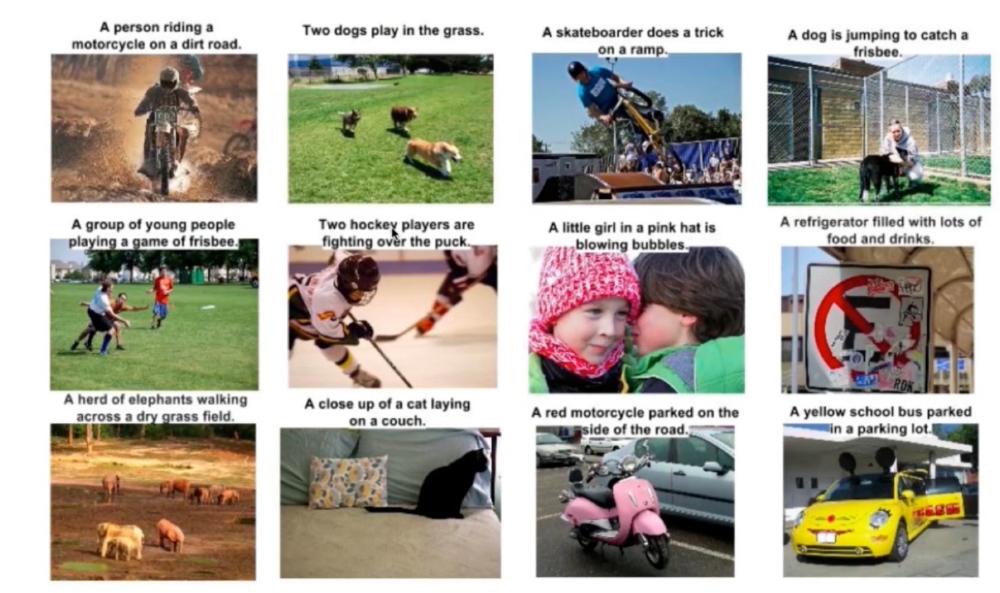 A person riding a
motorcycle on a dirt road.
Two dogs play in the grass.
A skateboarder does a trick
on a ramp.
A dog is jumping to catch a
frisbee.
A group of young people
playing a game of frisbee.
Two hockey players are
fighting over the puck.
A little girl in a pink hat is
blowing bubbles.
A refrigerator filled with lots of
food and drinks.
RDK
A herd of elephants walking
across a dry grass field.
A close up of a cat laying
on a couch.
A red motorcycle parked on the
side of the road.
A yellow school bus parked
in a parking lot.